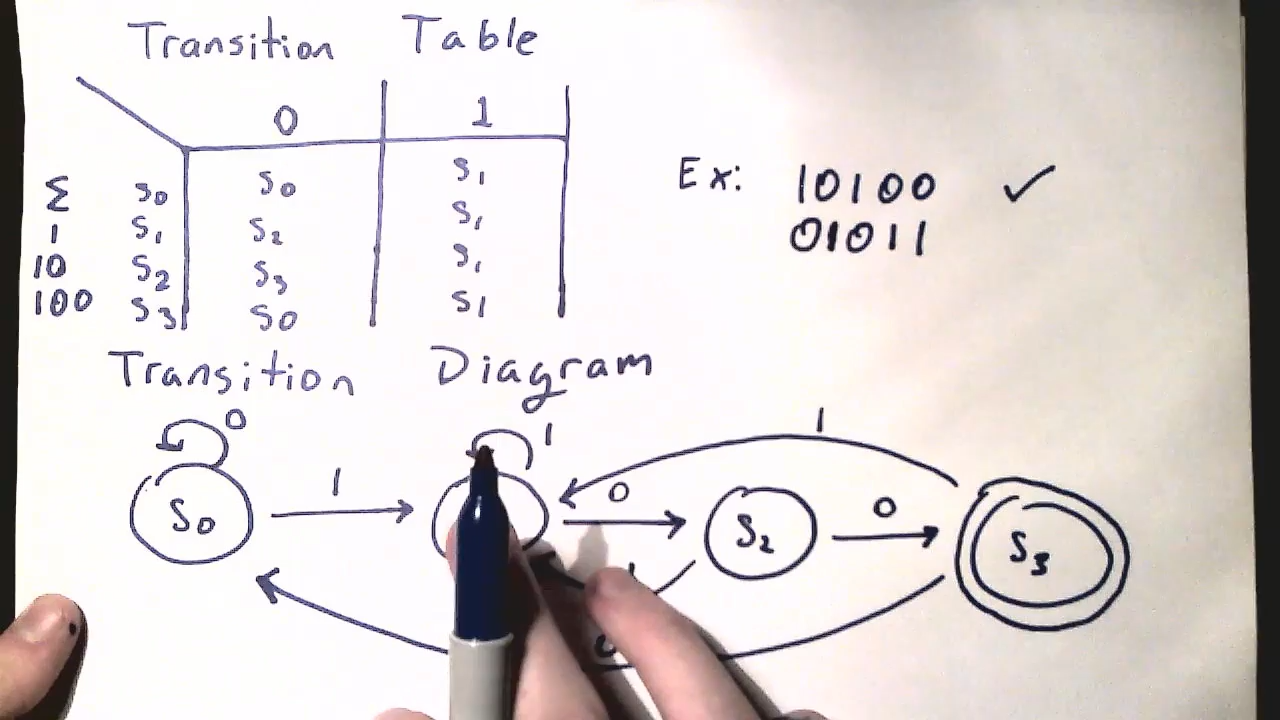 Transition Table
0 1
Σ S0 S0 S1
1 S1 S2 S1
10 S2 S3 S1
100 S3 S0 S1
Ex: 10100 ✓
01011
Transition Diagram
0 1 1
S0 1 0 S2 0 S3